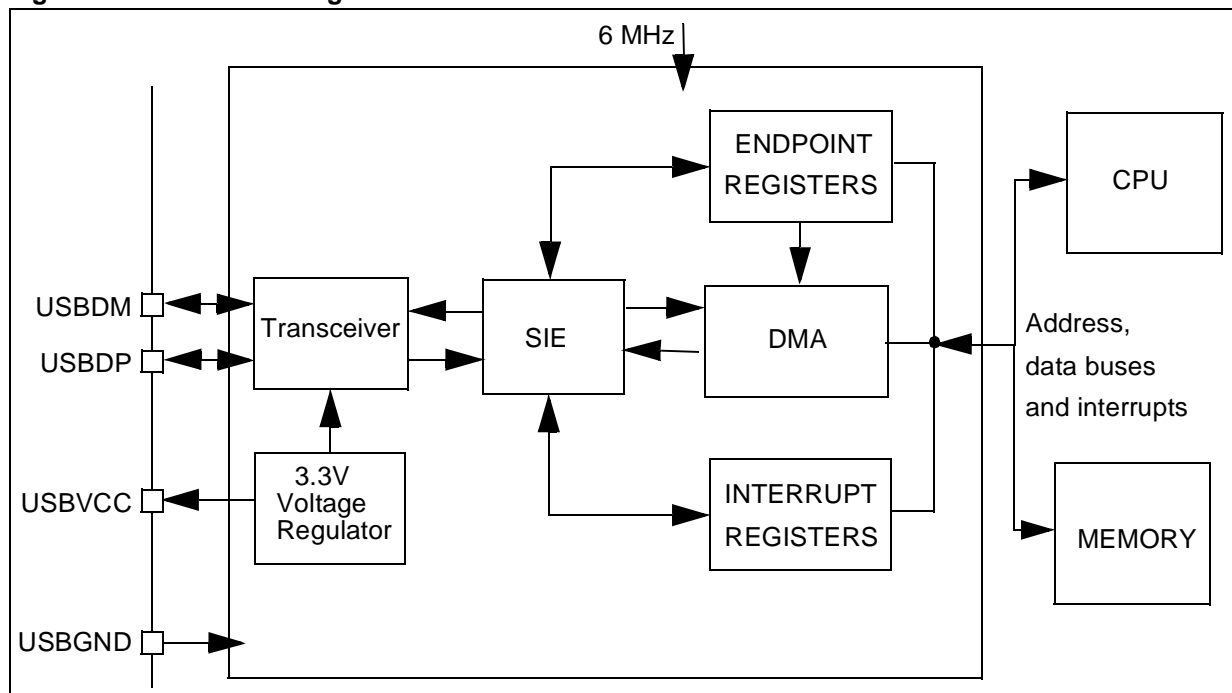 6 MHz
ENDPOINT
REGISTERS
CPU
USBDM
Transceiver
SIE
DMA
Address,
USBDP
data buses
and interrupts
3.3V
Voltage
Regulator
USBVCC
INTERRUPT
REGISTERS
MEMORY
USBGND